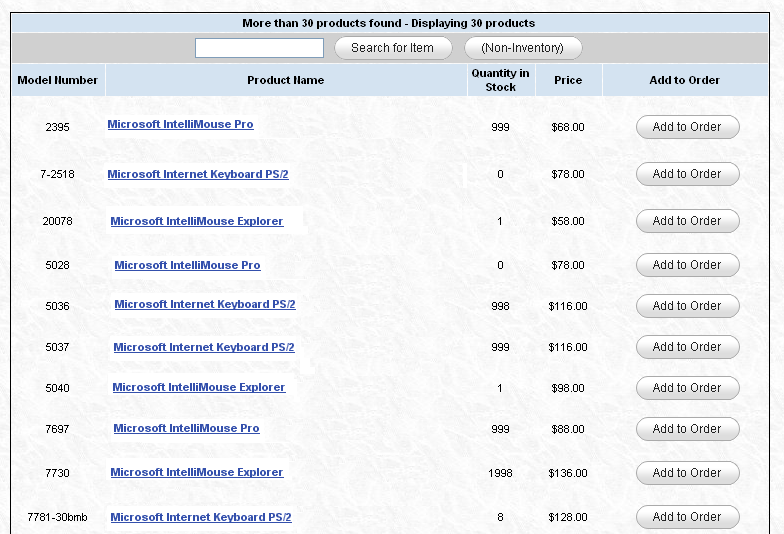 More than 30 products found - Displaying 30 products
Search for Item (Non-Inventory)
Model Number Product Name Quantity in Stock Price Add to Order
2395 Microsoft IntelliMouse Pro 999 $68.00 Add to Order
7-2518 Microsoft Internet Keyboard PS/2 0 $78.00 Add to Order
20078 Microsoft IntelliMouse Explorer 1 $58.00 Add to Order
5028 Microsoft IntelliMouse Pro 0 $78.00 Add to Order
5036 Microsoft Internet Keyboard PS/2 998 $116.00 Add to Order
5037 Microsoft Internet Keyboard PS/2 999 $116.00 Add to Order
5040 Microsoft IntelliMouse Explorer 1 $98.00 Add to Order
7697 Microsoft IntelliMouse Pro 999 $88.00 Add to Order
7730 Microsoft IntelliMouse Explorer 1998 $136.00 Add to Order
7781-30bmb Microsoft Internet Keyboard PS/2 8 $128.00 Add to Order